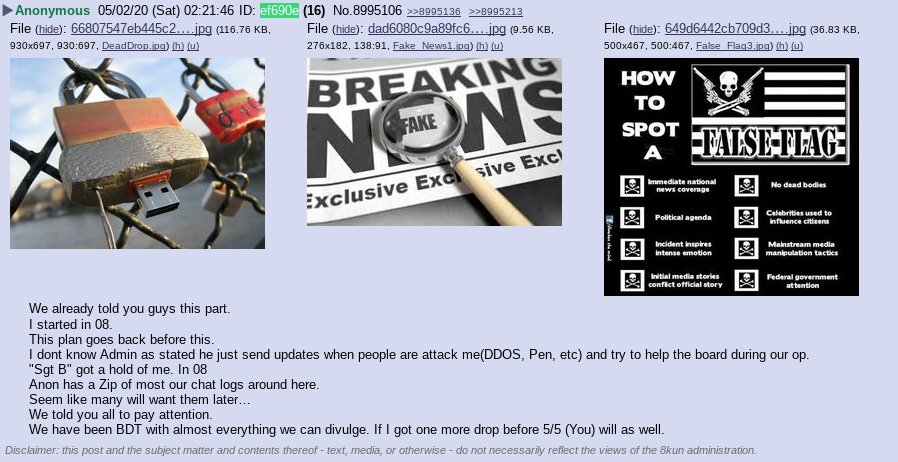 Anonymous 05/02/20 (Sat) 02:21:46 ID: ef690e (16) No.8995106 >>8995136 >>8995213
File (hide): 66807547eb445c2….jpg (116.76 KB, 930x697, 930:697, DeadDrop.jpg) (h) (u)
File (hide): dad6080c9a89fc6….jpg (9.56 KB, 276x182, 138:91, Fake_News1.jpg) (h) (u)
File (hide): 649d6442cb709d3….jpg (36.83 KB, 500x467, 500:467, False_Flag3.jpg) (h) (u)
BREAKING
NEWS
FAKE
Exclusive Exclusive Excl
HOW
TO
SPOT
A
FALSE-FLAG
Immediate national news coverage
No dead bodies
Political agenda
Celebrities used to influence citizens
Incident inspires intense emotion
Mainstream media manipulation tactics
Initial media stories conflict official story
Federal government attention
We already told you guys this part.
I started in 08.
This plan goes back before this.
I dont know Admin as stated he just send updates when people are attack me(DDOS, Pen, etc) and try to help the board during our op.
"Sgt B" got a hold of me. In 08
Anon has a Zip of most our chat logs around here.
Seem like many will want them later…
We told you all to pay attention.
We have been BDT with almost everything we can divulge. If I got one more drop before 5/5 (You) will as well.
Disclaimer: this post and the subject matter and contents thereof - text, media, or otherwise - do not necessarily reflect the views of the 8kun administration.